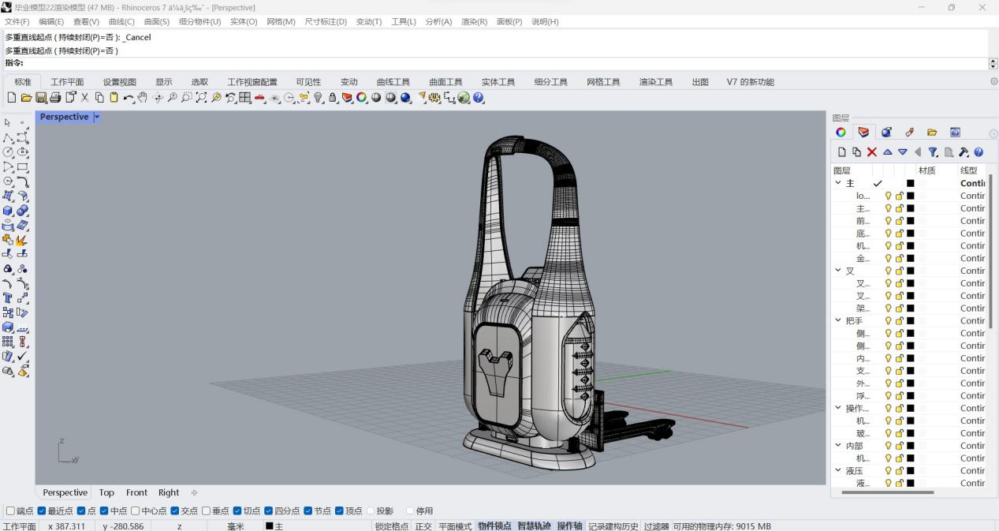 毕业模型22渲染模型 (47 MB) - Rhinoceros 7 - [Perspective]
文件(F) 编辑(E) 查看(V) 曲线(C) 曲面(S) 细分物件(U) 实体(O) 网格(M) 尺寸标注(D) 变动(T) 工具(L) 分析(A) 渲染(R) 面板(P) 说明(H)
多重直线起点 ( 持续封闭(P)=否 ): _Cancel
多重直线起点 ( 持续封闭(P)=否 )
指令:
标准 工作平面 设置视图 显示 选取 工作视窗配置 可见性 变动 曲线工具 曲面工具 实体工具 细分工具 网格工具 渲染工具 出图 V7 的新功能
Perspective
图层
图层 材质 线型
主 Contir
lo... Contir
主... Contir
前... Contir
底... Contir
机... Contir
金... Contir
叉 Contir
叉... Contir
叉... Contir
架... Contir
把手 Contir
侧... Contir
侧... Contir
内... Contir
支... Contir
外... Contir
浮... Contir
操作... Contir
机... Contir
玻... Contir
内部 Contir
机... Contir
液压 Contir
液... Contir
z
xy
Perspective Top Front Right
端点 最近点 点 中点 中心点 交点 垂点 切点 四分点 节点 顶点 投影 停用
工作平面 x 387.311 y -280.586 z 毫米 主 锁定格点 正交 平面模式 物件锁点 智慧轨迹 操作轴 记录建构历史 过滤器 可用的物理内存: 9015 MB